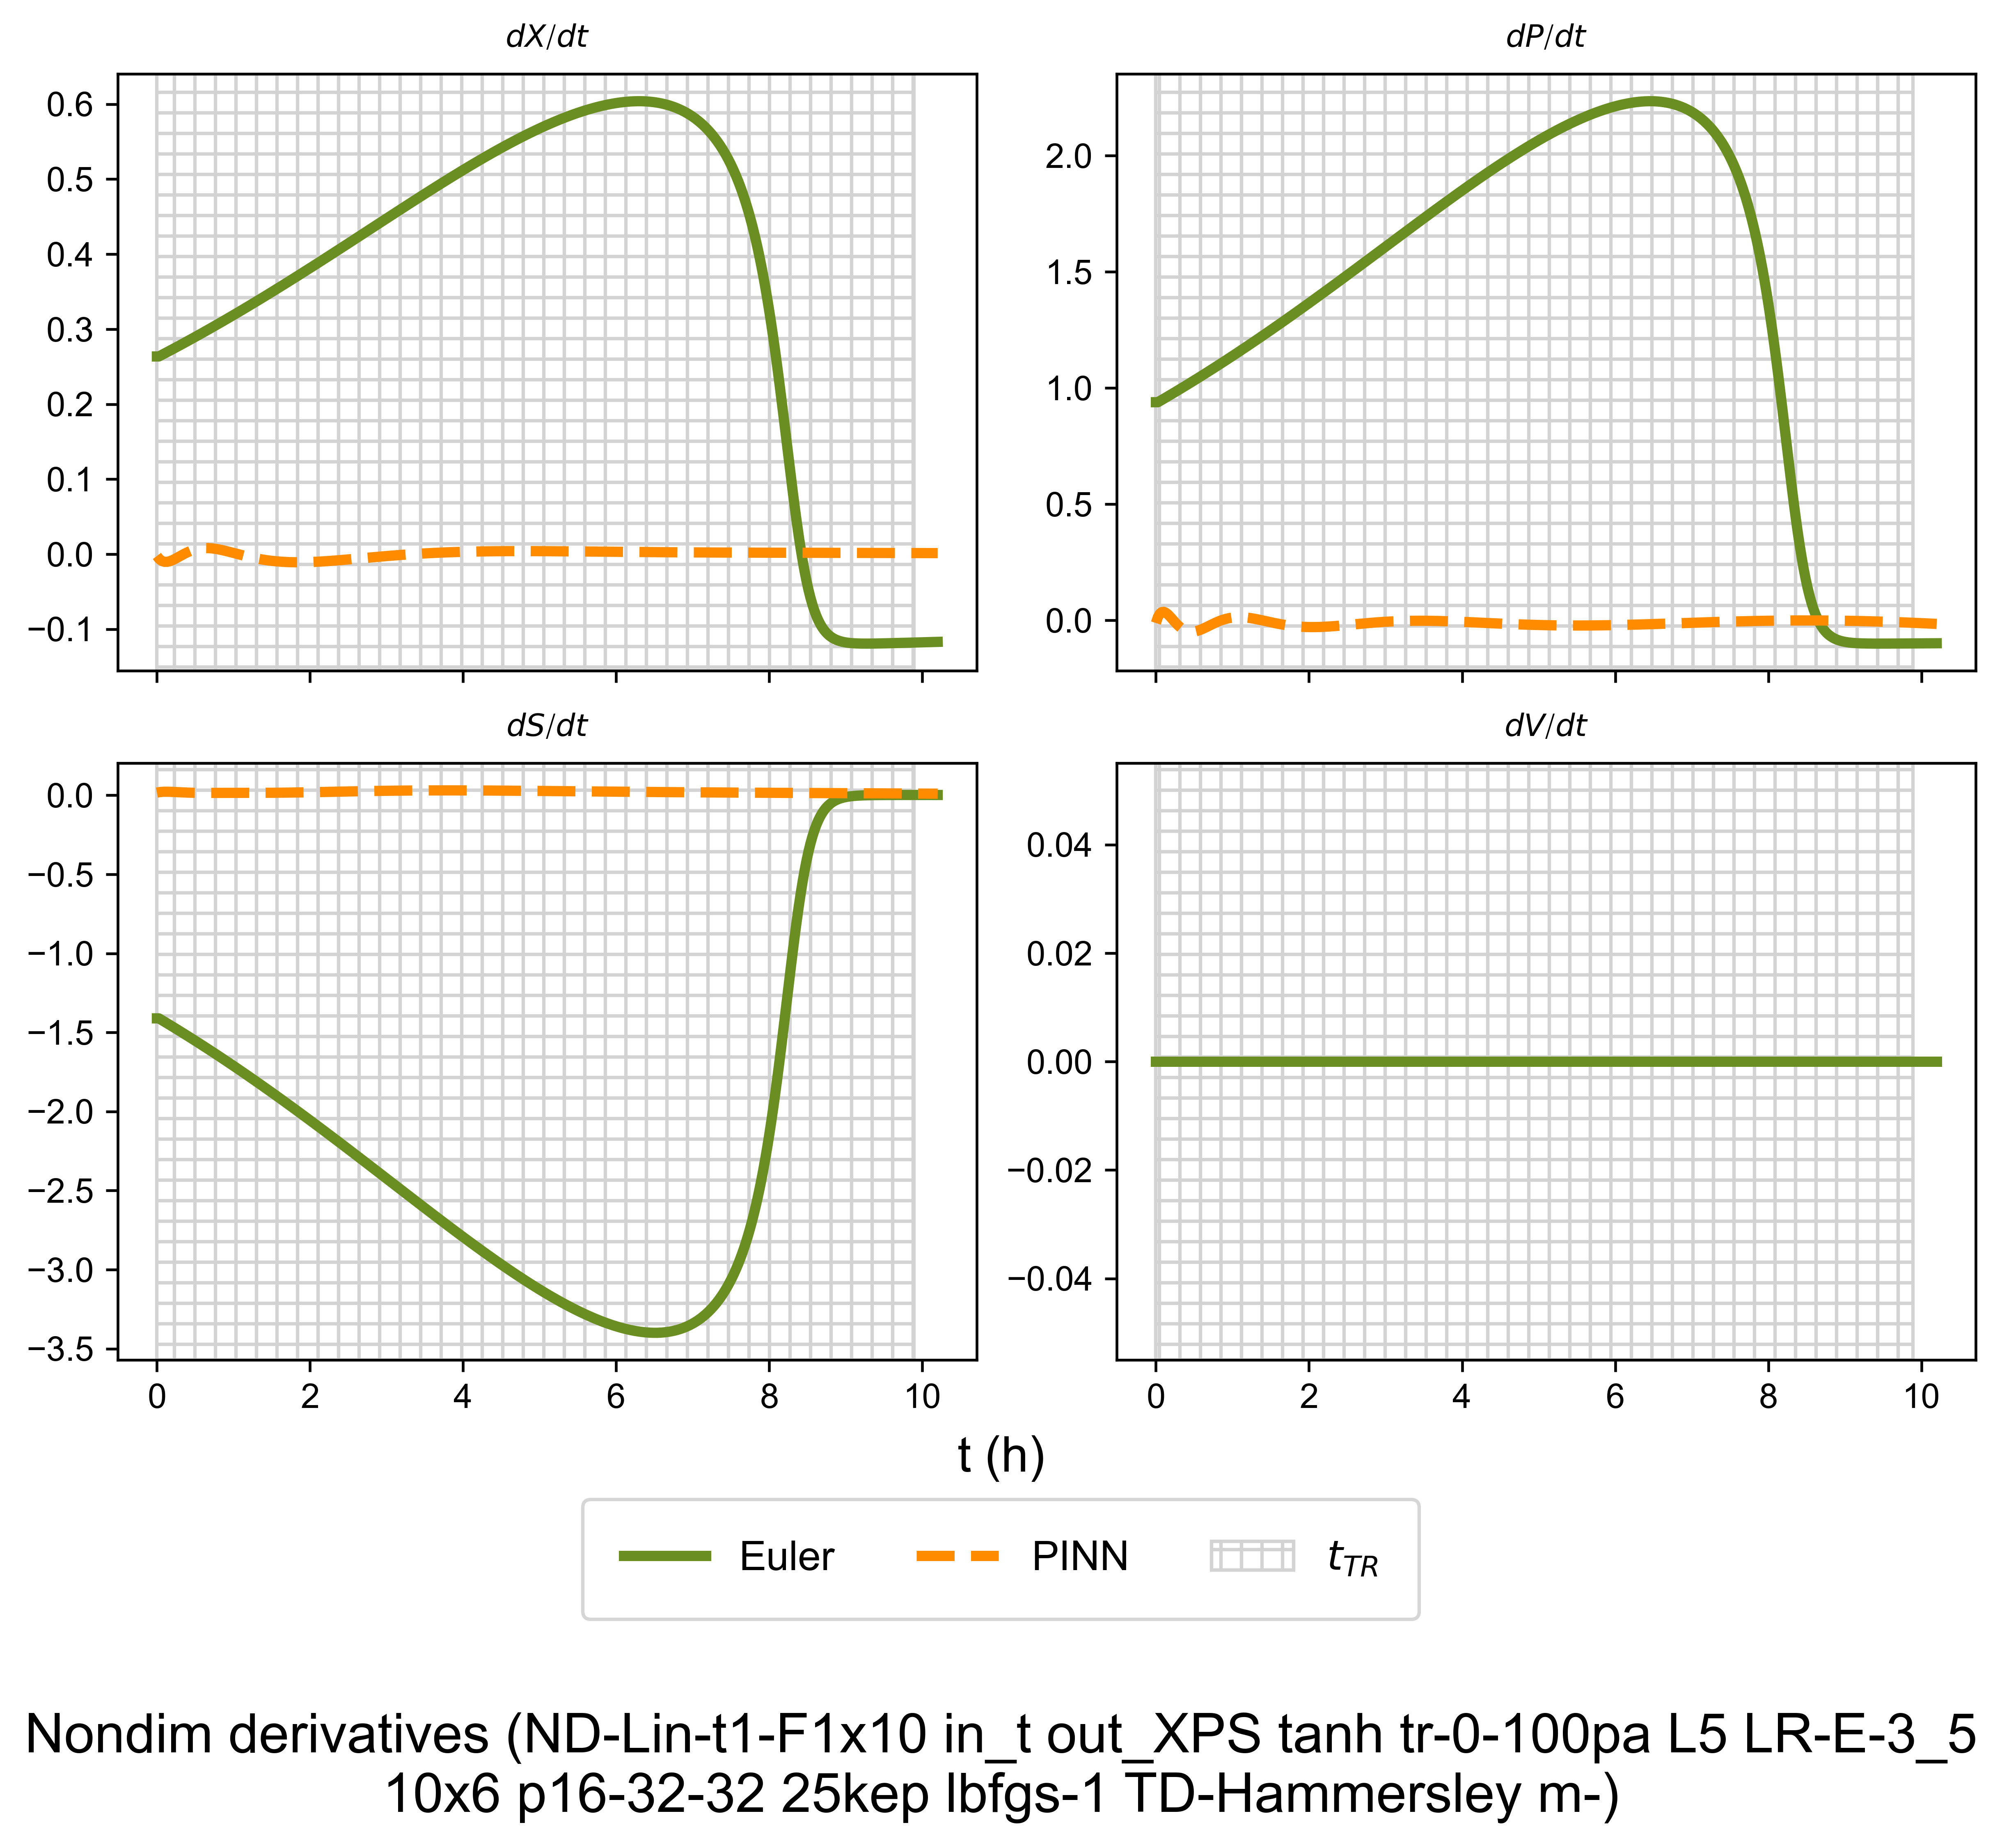 dX/dt
dP/dt
0.6
0.5
0.4
0.3
0.2
0.1
0.0
−0.1
2.0
1.5
1.0
0.5
0.0
dS/dt
dV/dt
0.0
−0.5
−1.0
−1.5
−2.0
−2.5
−3.0
−3.5
0.04
0.02
0.00
−0.02
−0.04
0 2 4 6 8 10
0 2 4 6 8 10
t (h)
Euler PINN t_TR
Nondim derivatives (ND-Lin-t1-F1x10 in_t out_XPS tanh tr-0-100pa L5 LR-E-3_5
10x6 p16-32-32 25kep lbfgs-1 TD-Hammersley m-)